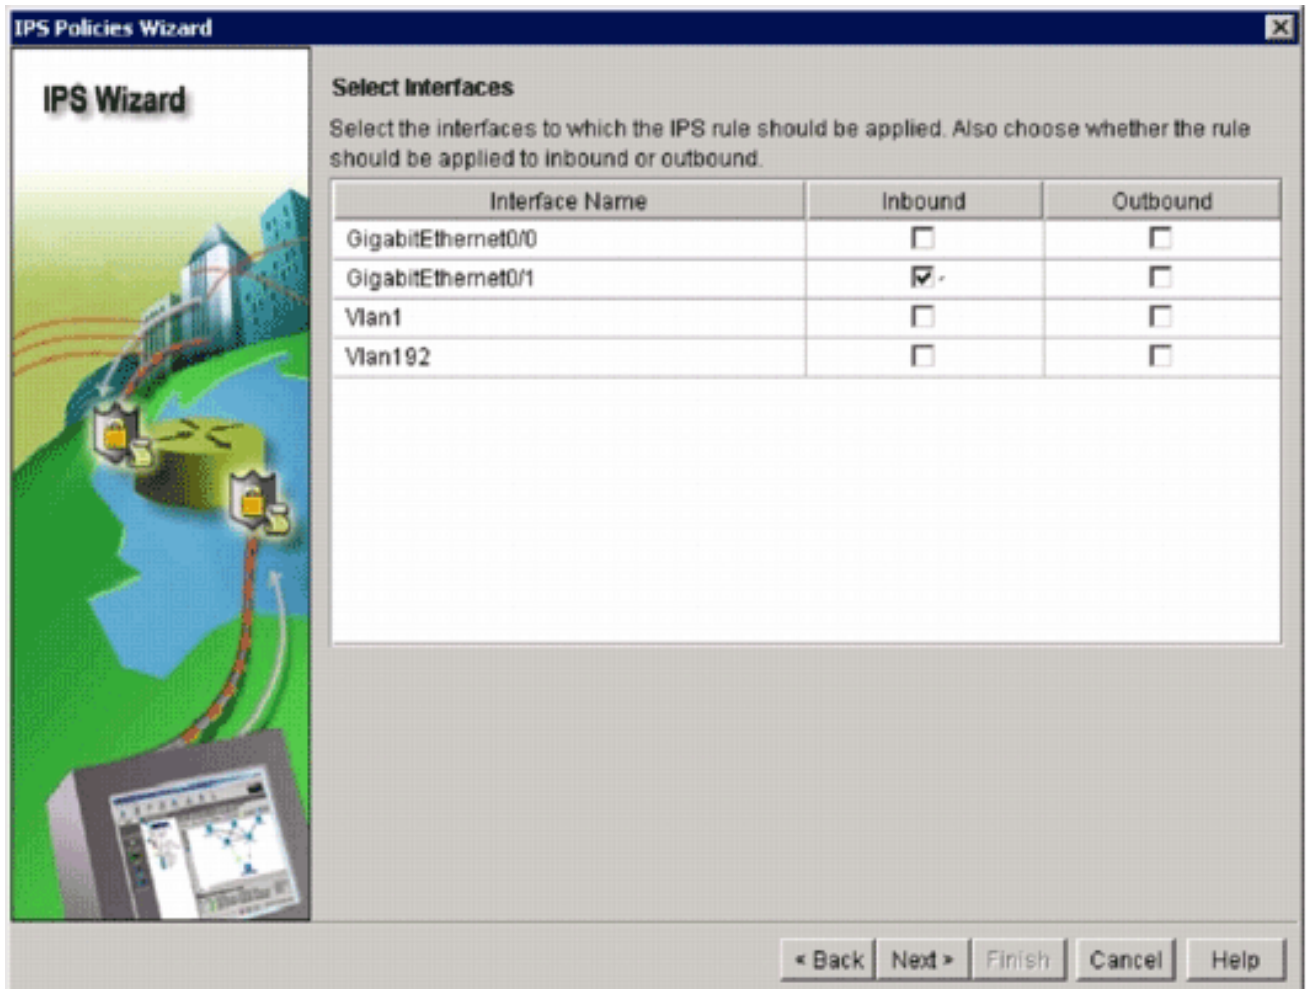 IPS Policies Wizard
IPS Wizard
Select Interfaces
Select the interfaces to which the IPS rule should be applied. Also choose whether the rule
should be applied to inbound or outbound.
Interface Name Inbound Outbound
GigabitEthernet0/0
GigabitEthernet0/1
Vlan1
Vlan192
< Back Next > Finish Cancel Help